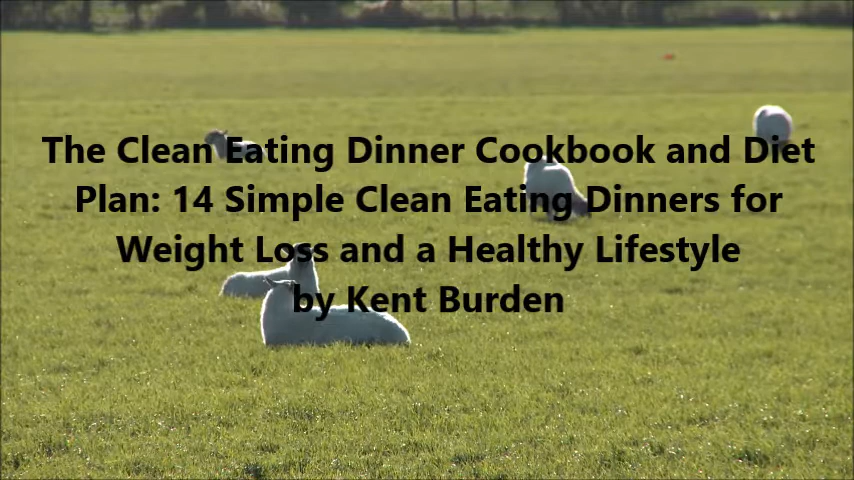 The Clean Eating Dinner Cookbook and Diet
Plan: 14 Simple Clean Eating Dinners for
Weight Loss and a Healthy Lifestyle
by Kent Burden